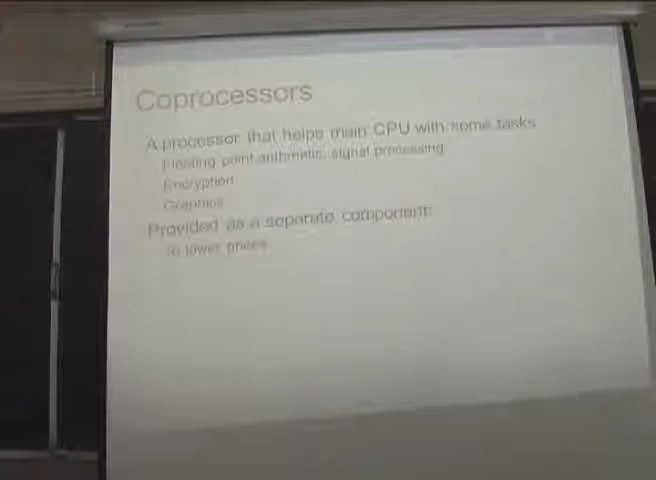 Coprocessors
A processor that helps main CPU with some tasks
Floating point arithmetic, signal processing
Encryption
Graphics
Provided as a separate component
To lower prices